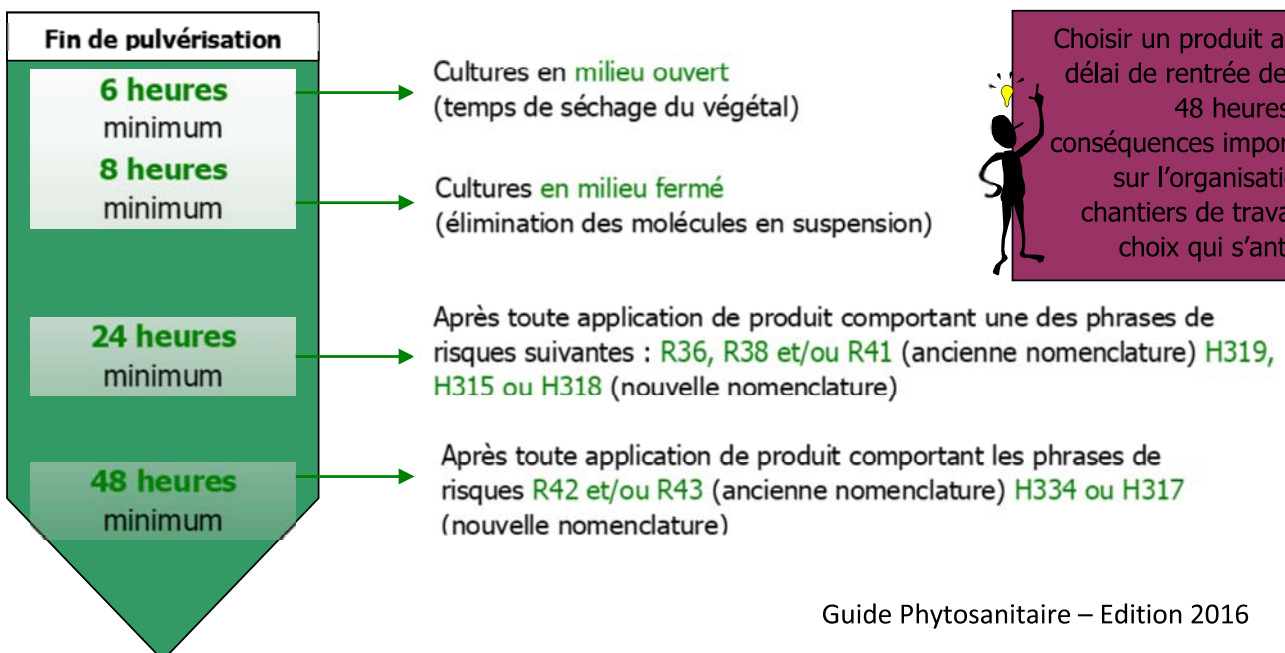 Fin de pulvérisation
6 heures
minimum
Cultures en milieu ouvert
(temps de séchage du végétal)
8 heures
minimum
Cultures en milieu fermé
(élimination des molécules en suspension)
24 heures
minimum
Après toute application de produit comportant une des phrases de
risques suivantes : R36, R38 et/ou R41 (ancienne nomenclature) H319,
H315 ou H318 (nouvelle nomenclature)
48 heures
minimum
Après toute application de produit comportant les phrases de
risques R42 et/ou R43 (ancienne nomenclature) H334 ou H317
(nouvelle nomenclature)
Choisir un produit
délai de rentrée de
48 heures
conséquences
sur
chantiers de
choix qui
Guide Phytosanitaire – Edition 2016